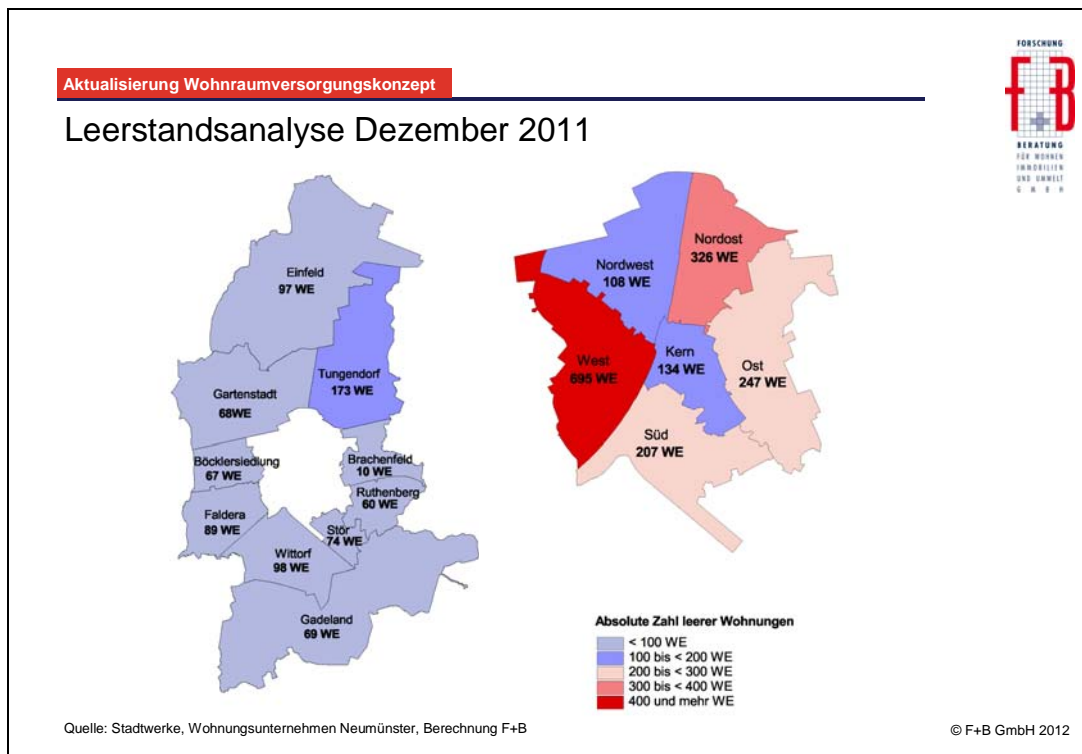 Aktualisierung Wohnraumversorgungskonzept
FORSCHUNG
F+B
BERATUNG
FÜR WOHNEN
IMMOBILIEN
UND UMWELT
G M B H
Leerstandsanalyse Dezember 2011
Einfeld
97 WE
Tungendorf
173 WE
Gartenstadt
68WE
Böcklersiedlung
67 WE
Brachenfeld
10 WE
Ruthenberg
60 WE
Faldera
89 WE
Stör
74 WE
Wittorf
98 WE
Gadeland
69 WE
Nordost
326 WE
Nordwest
108 WE
West
695 WE
Kern
134 WE
Ost
247 WE
Süd
207 WE
Absolute Zahl leerer Wohnungen
< 100 WE
100 bis < 200 WE
200 bis < 300 WE
300 bis < 400 WE
400 und mehr WE
Quelle: Stadtwerke, Wohnungsunternehmen Neumünster, Berechnung F+B
© F+B GmbH 2012